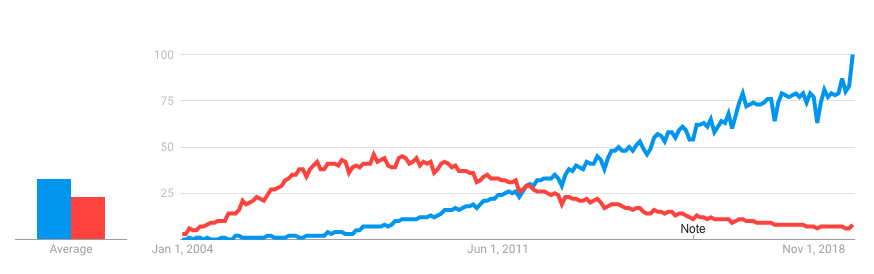 100
75
50
25
Note
Average
Jan 1, 2004
Jun 1, 2011
Nov 1, 2018